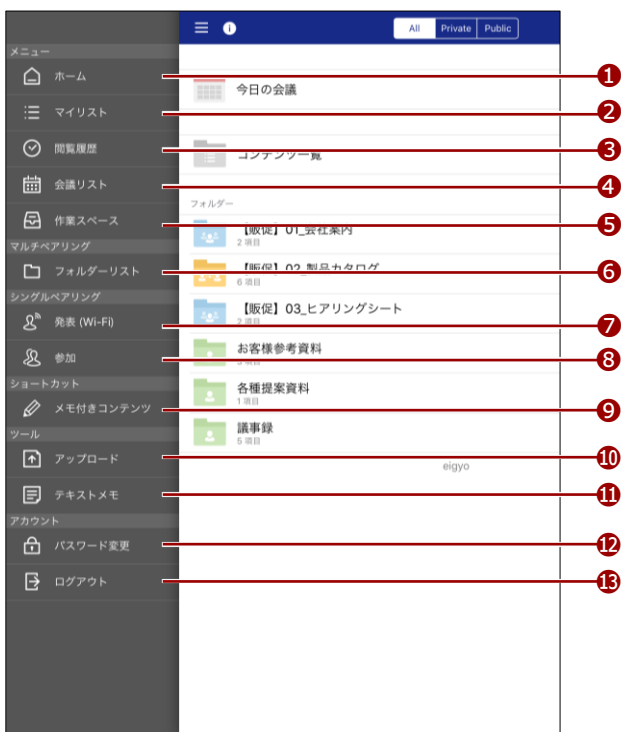 All Private Public
メニュー
ホーム
マイリスト
閲覧履歴
会議リスト
作業スペース
マルチペアリング
フォルダーリスト
シングルペアリング
発表 (Wi-Fi)
参加
ショートカット
メモ付きコンテンツ
ツール
アップロード
テキストメモ
アカウント
パスワード変更
ログアウト
今日の会議
コンテンツ一覧
フォルダー
【販促】01_会社案内
2 項目
【販促】02_製品カタログ
6 項目
【販促】03_ヒアリングシート
2 項目
お客様参考資料
各種提案資料
1 項目
議事録
5 項目
eigyo
1
2
3
4
5
6
7
8
9
10
11
12
13